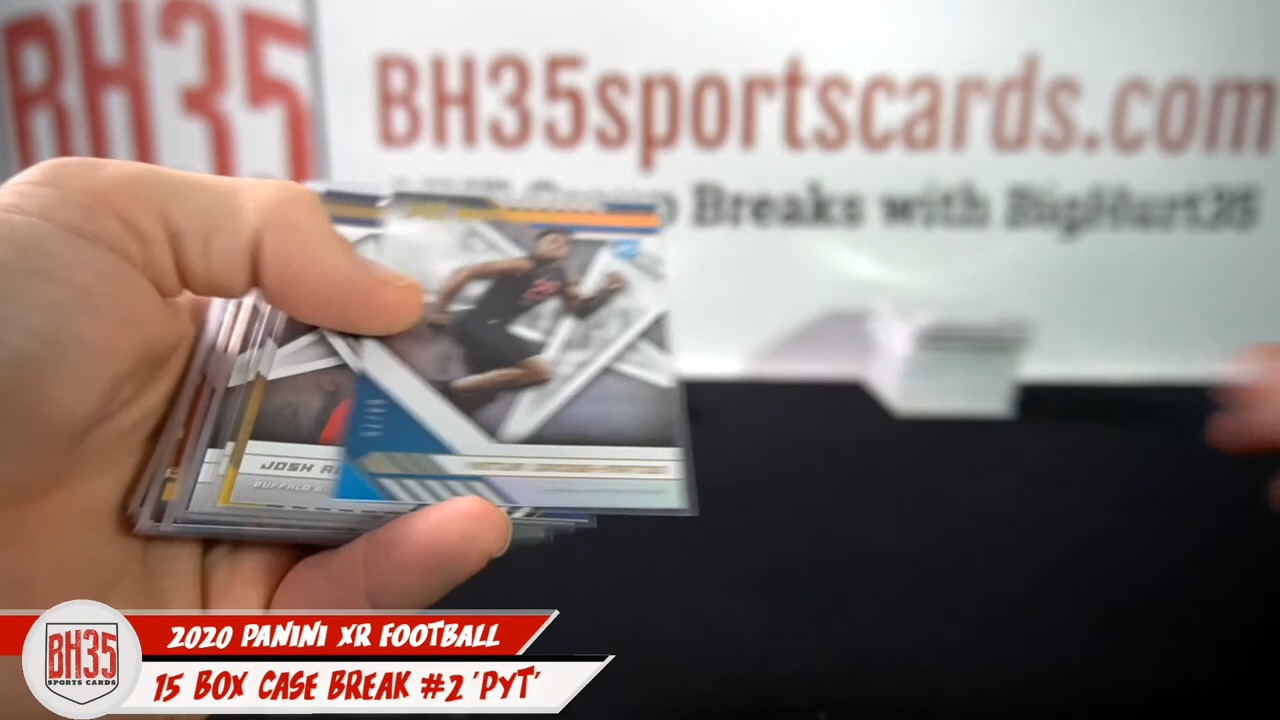 BH35
BH35sportscards.com
Breaks with BigHurt35
JOSH
BUFFALO
BH35
SPORTS CARDS
2020 PANINI XR FOOTBALL
15 BOX CASE BREAK #2 'PYT'